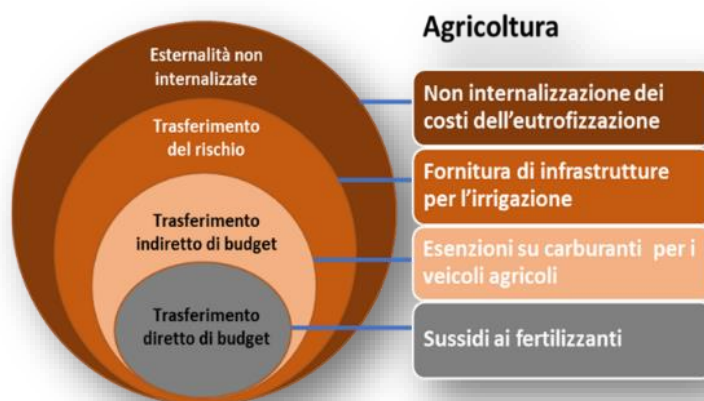 Agricoltura
Esternalità non
internalizzate
Trasferimento
del rischio
Trasferimento
indiretto di budget
Trasferimento
diretto di budget
Non internalizzazione dei
costi dell'eutrofizzazione
Fornitura di infrastrutture
per l'irrigazione
Esenzioni su carburanti per i
veicoli agricoli
Sussidi ai fertilizzanti